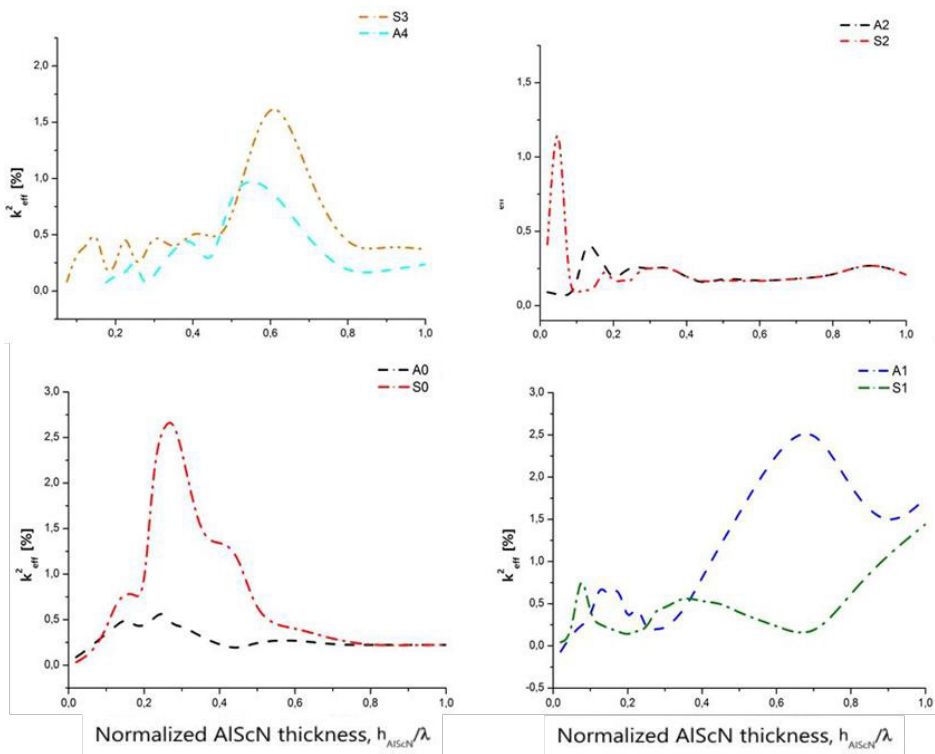 S3
A4
2,0
1,5
1,0
0,5
0,0
k²eff [%]
0,2 0,4 0,6 0,8 1,0
A2
S2
1,5
1,0
0,5
0,0
eff
0,0 0,2 0,4 0,6 0,8 1,0
A0
S0
3,0
2,5
2,0
1,5
1,0
0,5
0,0
k²eff [%]
0,0 0,2 0,4 0,6 0,8 1,0
Normalized AlScN thickness, hAlScN/λ
A1
S1
3,0
2,5
2,0
1,5
1,0
0,5
0,0
-0,5
k²eff [%]
0,0 0,2 0,4 0,6 0,8 1,0
Normalized AlScN thickness, hAlScN/λ